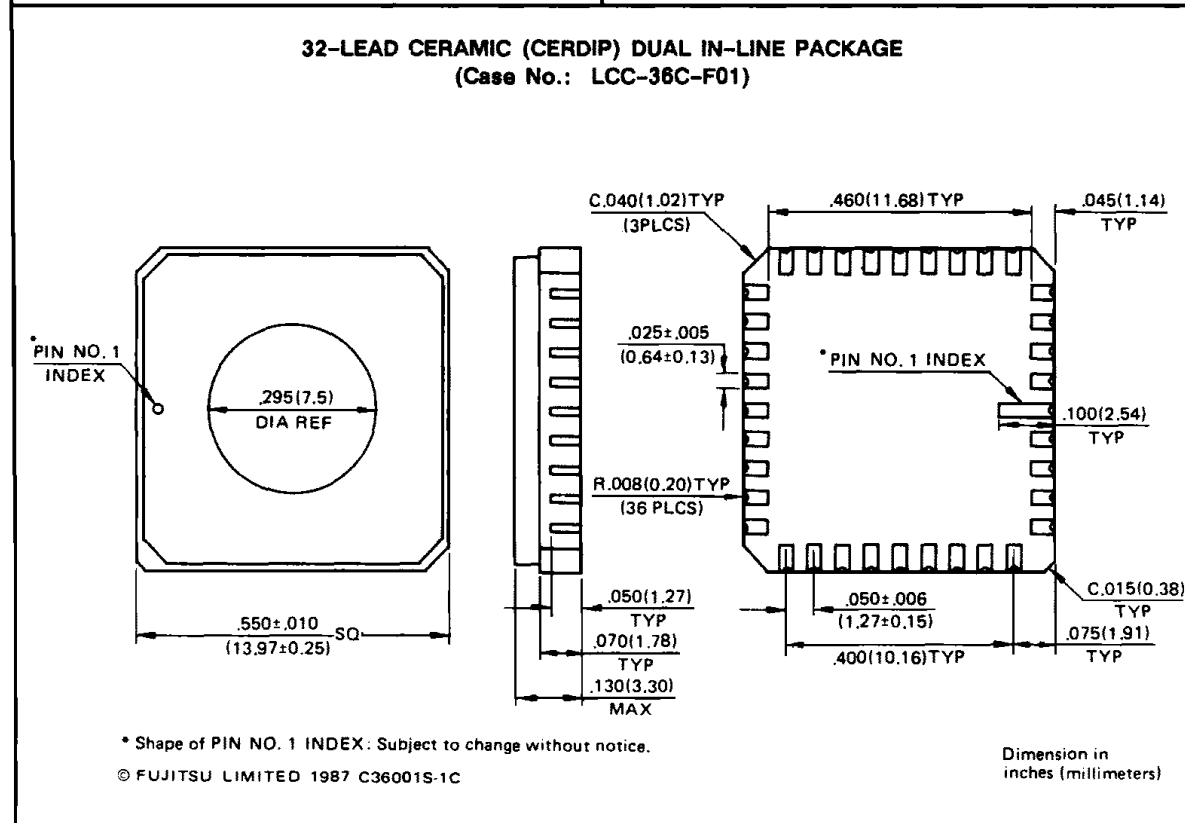 32-LEAD CERAMIC (CERDIP) DUAL IN-LINE PACKAGE
(Case No.: LCC-36C-F01)
C.040(1.02)TYP
(3PLCS)
.460(11.68)TYP
.045(1.14)
TYP
*PIN NO. 1
INDEX
.295(7.5)
DIA REF
.025±.005
(0.64±0.13)
*PIN NO. 1 INDEX
.100(2.54)
TYP
R.008(0.20)TYP
(36 PLCS)
.550±.010
(13.97±0.25)
SQ
.050(1.27)
TYP
.070(1.78)
TYP
.130(3.30)
MAX
.050±.006
(1.27±0.15)
.400(10.16)TYP
C.015(0.38)
TYP
.075(1.91)
TYP
* Shape of PIN NO. 1 INDEX: Subject to change without notice.
© FUJITSU LIMITED 1987 C36001S-1C
Dimension in
inches (millimeters)